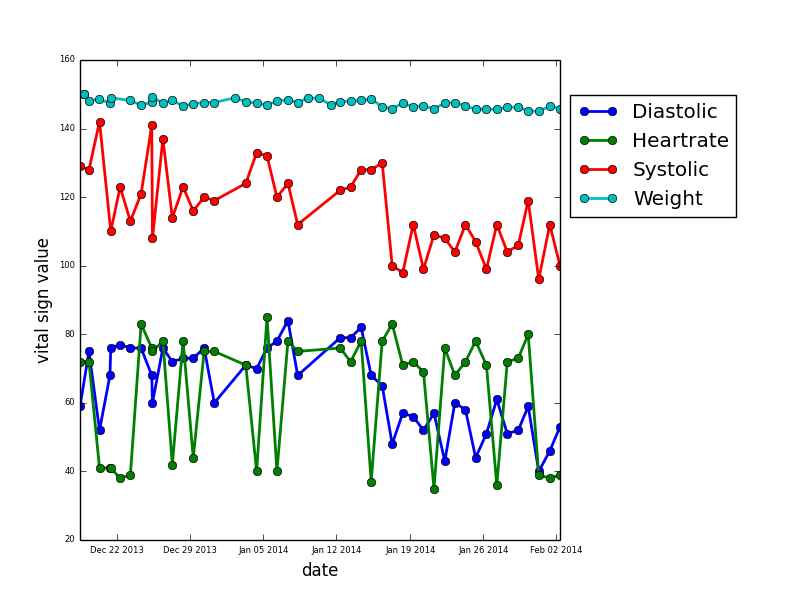 160
140
120
100
80
60
40
20
vital sign value
Dec 22 2013
Dec 29 2013
Jan 05 2014
Jan 12 2014
Jan 19 2014
Jan 26 2014
Feb 02 2014
date
Diastolic
Heartrate
Systolic
Weight